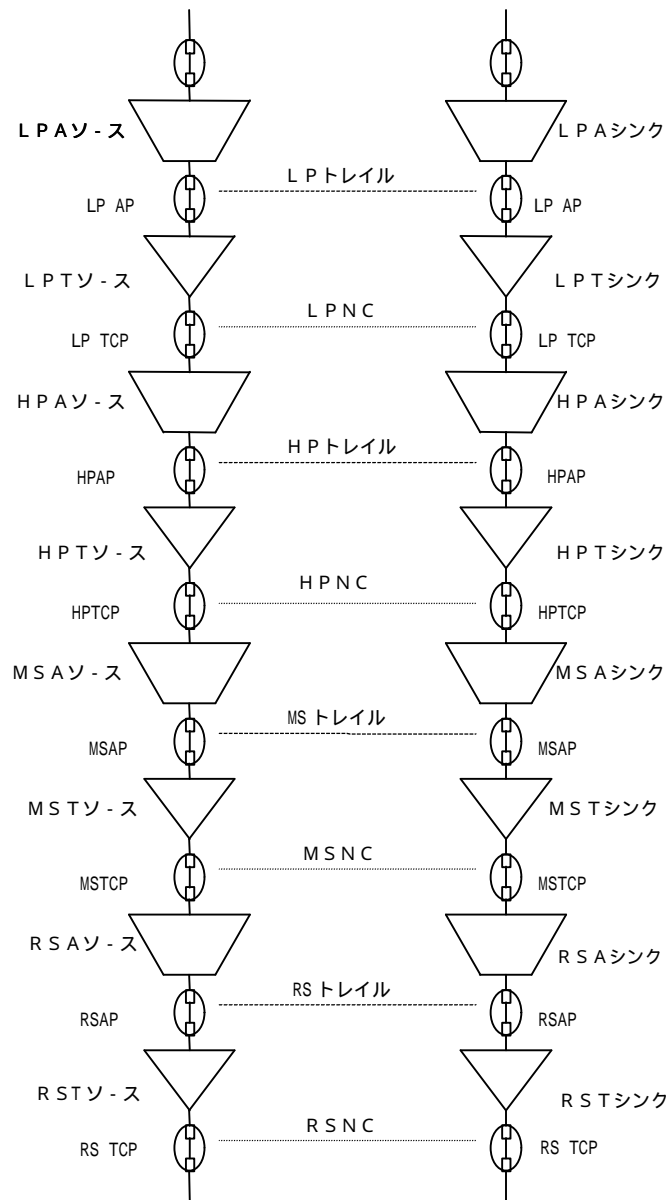 ＬＰＡソ-ス
ＬＰＡシンク
ＬＰトレイル
LP AP
LP AP
ＬＰＴソ-ス
ＬＰＴシンク
ＬＰＮＣ
LP TCP
LP TCP
ＨＰＡソ-ス
ＨＰＡシンク
ＨＰトレイル
HPAP
HPAP
ＨＰＴソ-ス
ＨＰＴシンク
ＨＰＮＣ
HPTCP
HPTCP
ＭＳＡソ-ス
ＭＳＡシンク
MSトレイル
MSAP
MSAP
ＭＳＴソ-ス
ＭＳＴシンク
ＭＳＮＣ
MSTCP
MSTCP
ＲＳＡソ-ス
ＲＳＡシンク
RSトレイル
RSAP
RSAP
ＲＳＴソ-ス
ＲＳＴシンク
ＲＳＮＣ
RS TCP
RS TCP